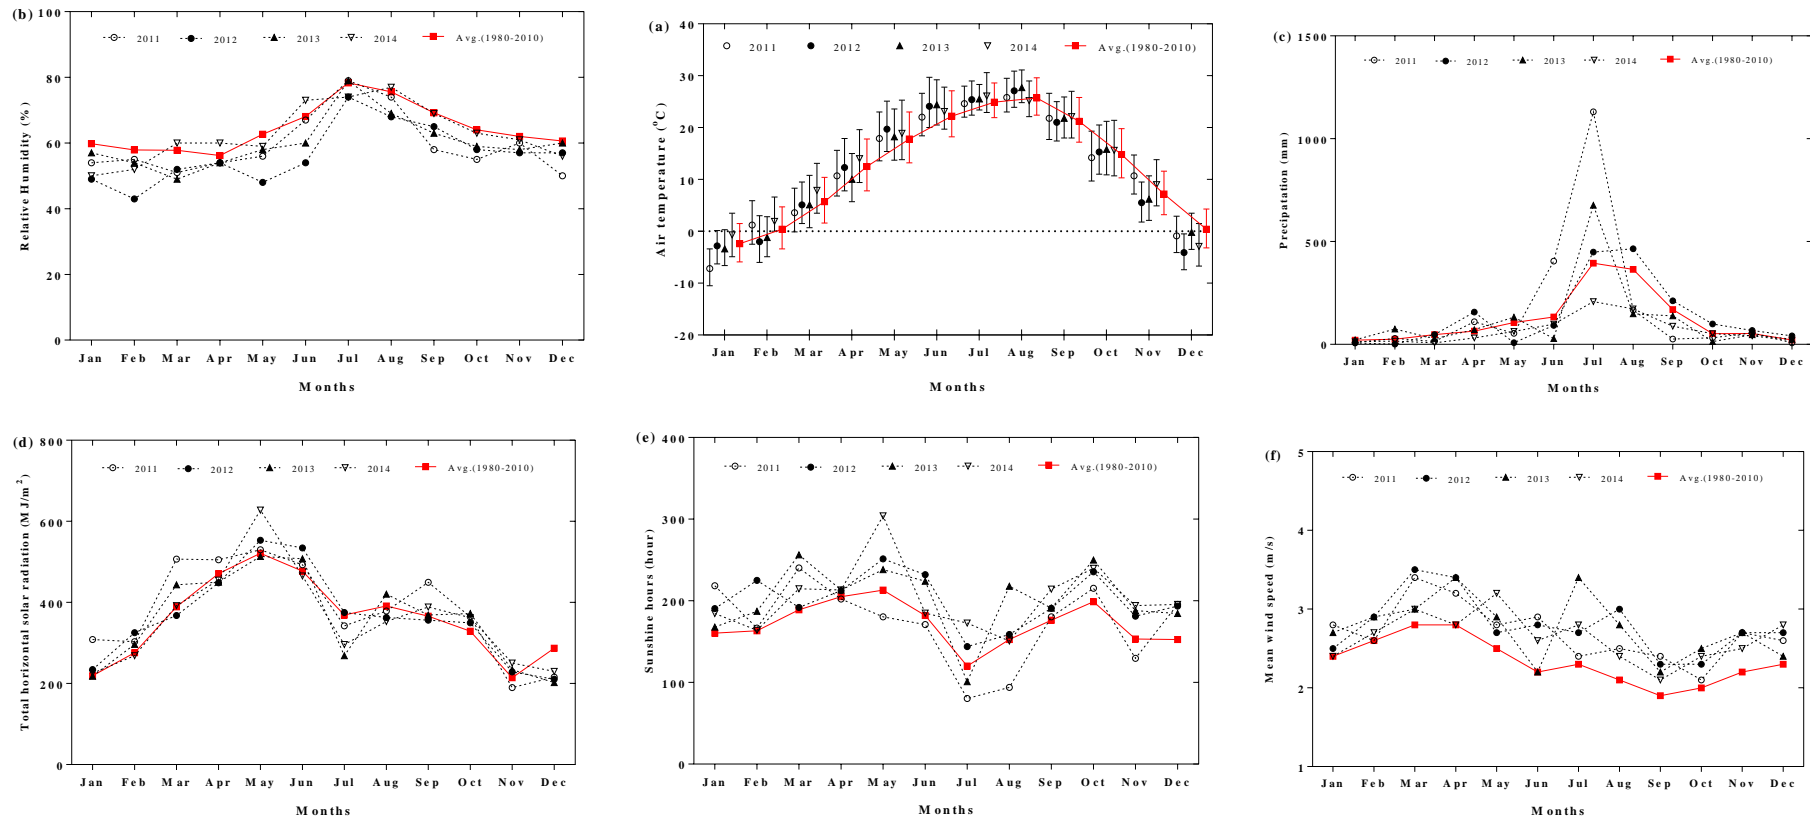 (b)
2011 2012 2013 2014 Avg.(1980-2010)
Relative Humidity (%)
100
80
60
40
20
0
Jan Feb Mar Apr May Jun Jul Aug Sep Oct Nov Dec
Months
(a)
2011 2012 2013 2014 Avg.(1980-2010)
Air temperature (°C)
40
30
20
10
0
-10
-20
Jan Feb Mar Apr May Jun Jul Aug Sep Oct Nov Dec
Months
(c)
2011 2012 2013 2014 Avg.(1980-2010)
Precipatation (mm)
1500
1000
500
0
Jan Feb Mar Apr May Jun Jul Aug Sep Oct Nov Dec
Months
(d)
2011 2012 2013 2014 Avg.(1980-2010)
Total horizontal solar radiation (MJ/m²)
800
600
400
200
0
Jan Feb Mar Apr May Jun Jul Aug Sep Oct Nov Dec
Months
(e)
2011 2012 2013 2014 Avg.(1980-2010)
Sunshine hours (hour)
400
300
200
100
0
Jan Feb Mar Apr May Jun Jul Aug Sep Oct Nov Dec
Months
(f)
2011 2012 2013 2014 Avg.(1980-2010)
Mean wind speed (m/s)
5
4
3
2
1
Jan Feb Mar Apr May Jun Jul Aug Sep Oct Nov Dec
Months